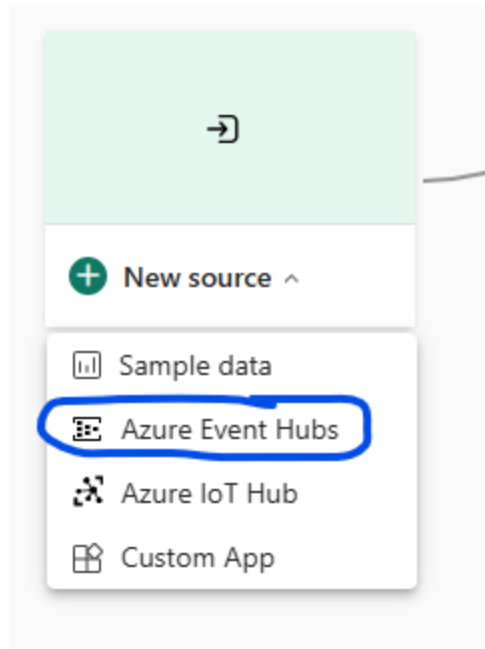 New source
Sample data
Azure Event Hubs
Azure IoT Hub
Custom App